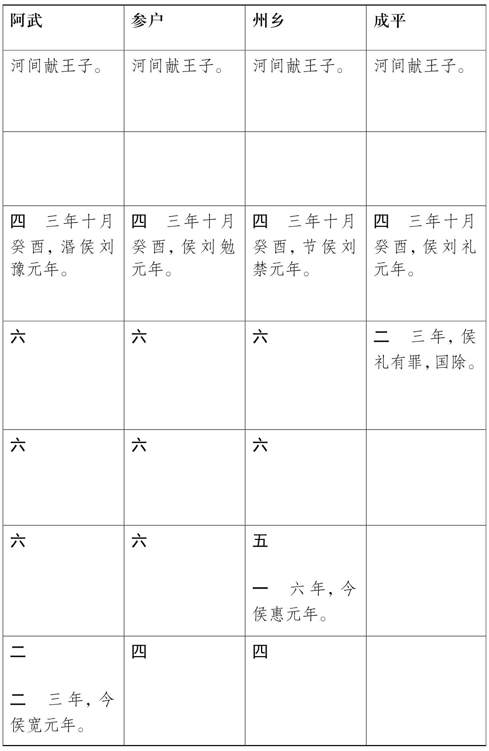 阿武
参户
州乡
成平
河间献王子。
河间献王子。
河间献王子。
河间献王子。
四　三年十月
癸酉，湣侯刘
豫元年。
四　三年十月
癸酉，侯刘勉
元年。
四　三年十月
癸酉，节侯刘
禁元年。
四　三年十月
癸酉，侯刘礼
元年。
六
六
六
二　三年，侯
礼有罪，国除。
六
六
六
六
六
五
一　六年，今
侯惠元年。
二
二　三年，今
侯宽元年。
四
四